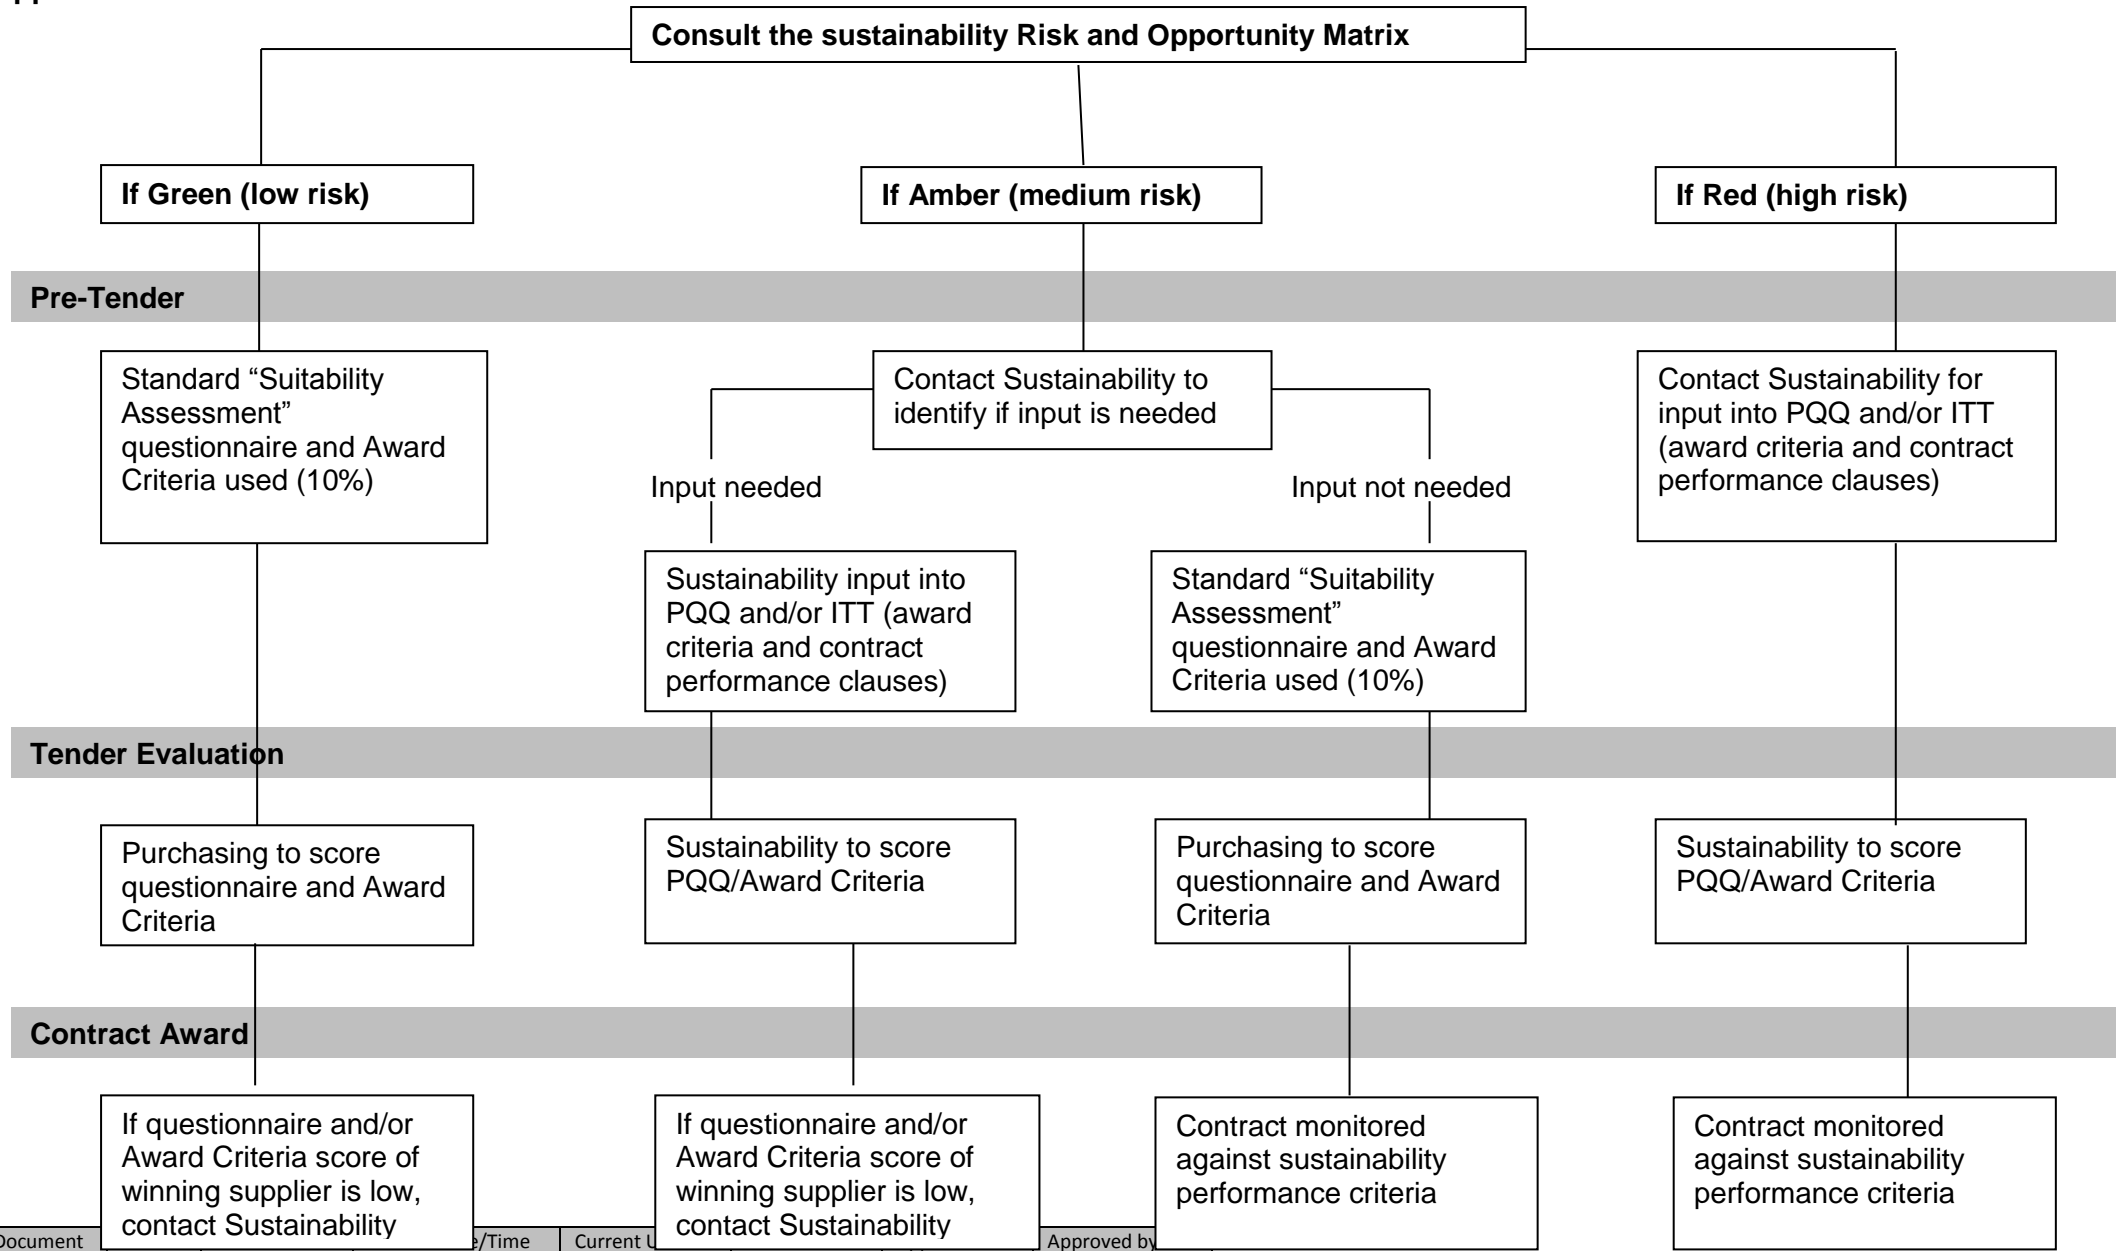 Consult the sustainability Risk and Opportunity Matrix
If Green (low risk)
If Amber (medium risk)
If Red (high risk)
Pre-Tender
Standard “Suitability
Assessment”
questionnaire and Award
Criteria used (10%)
Contact Sustainability to
identify if input is needed
Contact Sustainability for
input into PQQ and/or ITT
(award criteria and contract
performance clauses)
Input needed
Input not needed
Sustainability input into
PQQ and/or ITT (award
criteria and contract
performance clauses)
Standard “Suitability
Assessment”
questionnaire and Award
Criteria used (10%)
Tender Evaluation
Purchasing to score
questionnaire and Award
Criteria
Sustainability to score
PQQ/Award Criteria
Purchasing to score
questionnaire and Award
Criteria
Sustainability to score
PQQ/Award Criteria
Contract Award
If questionnaire and/or
Award Criteria score of
winning supplier is low,
contact Sustainability
If questionnaire and/or
Award Criteria score of
winning supplier is low,
contact Sustainability
Contract monitored
against sustainability
performance criteria
Contract monitored
against sustainability
performance criteria
Document
/Time
Current
Approved by